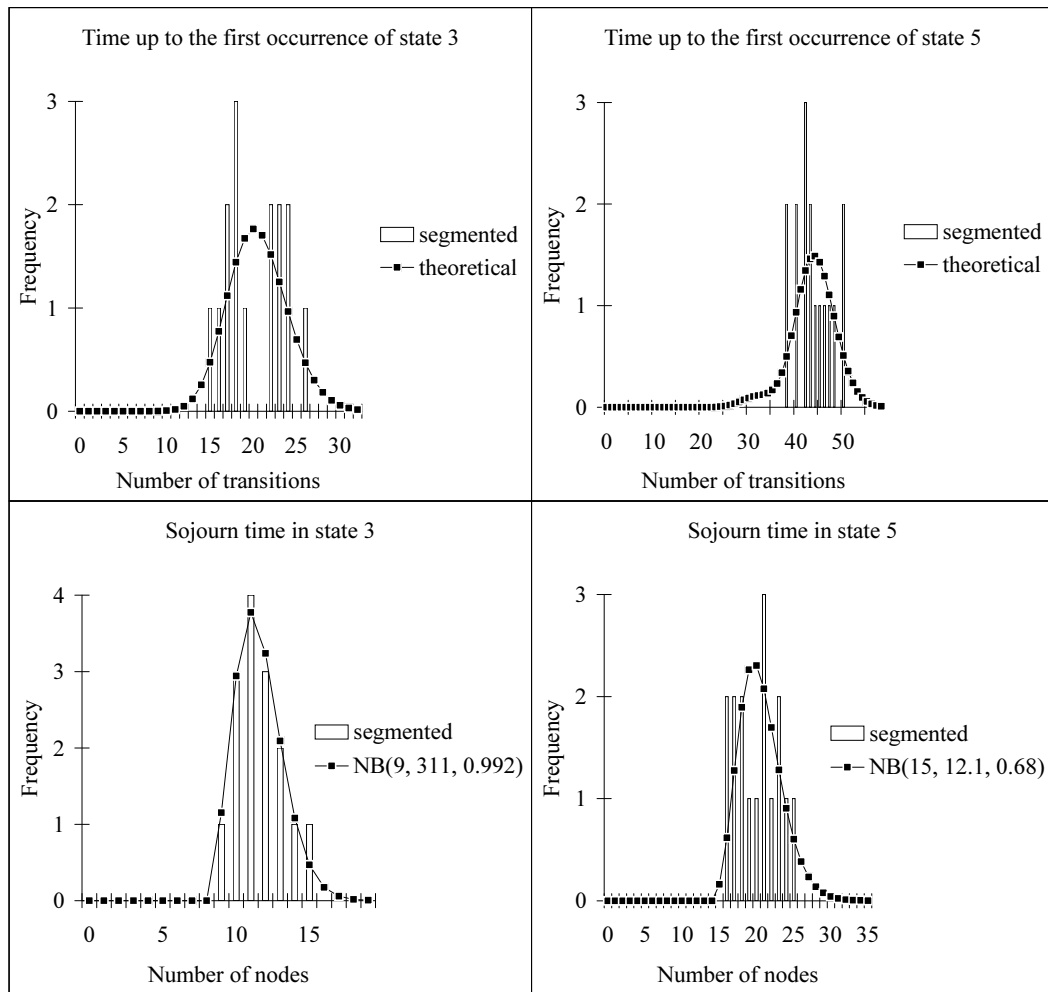 Time up to the first occurrence of state 3
3
2
1
0
Frequency
segmented
theoretical
0 5 10 15 20 25 30
Number of transitions
Time up to the first occurrence of state 5
3
2
1
0
Frequency
segmented
theoretical
0 10 20 30 40 50
Number of transitions
Sojourn time in state 3
4
3
2
1
0
Frequency
segmented
NB(9, 311, 0.992)
0 5 10 15
Number of nodes
Sojourn time in state 5
3
2
1
0
Frequency
segmented
NB(15, 12.1, 0.68)
0 5 10 15 20 25 30 35
Number of nodes